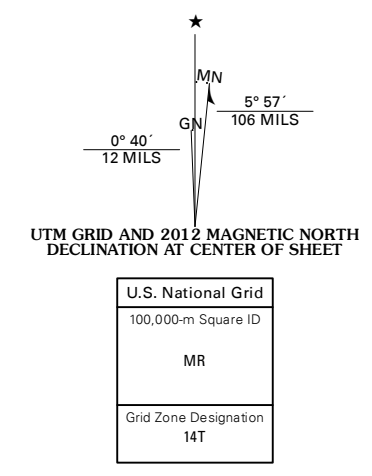 ★
MN
5° 57´
106 MILS
GN
0° 40´
12 MILS
UTM GRID AND 2012 MAGNETIC NORTH
DECLINATION AT CENTER OF SHEET
U.S. National Grid
100,000-m Square ID
MR
Grid Zone Designation
14T